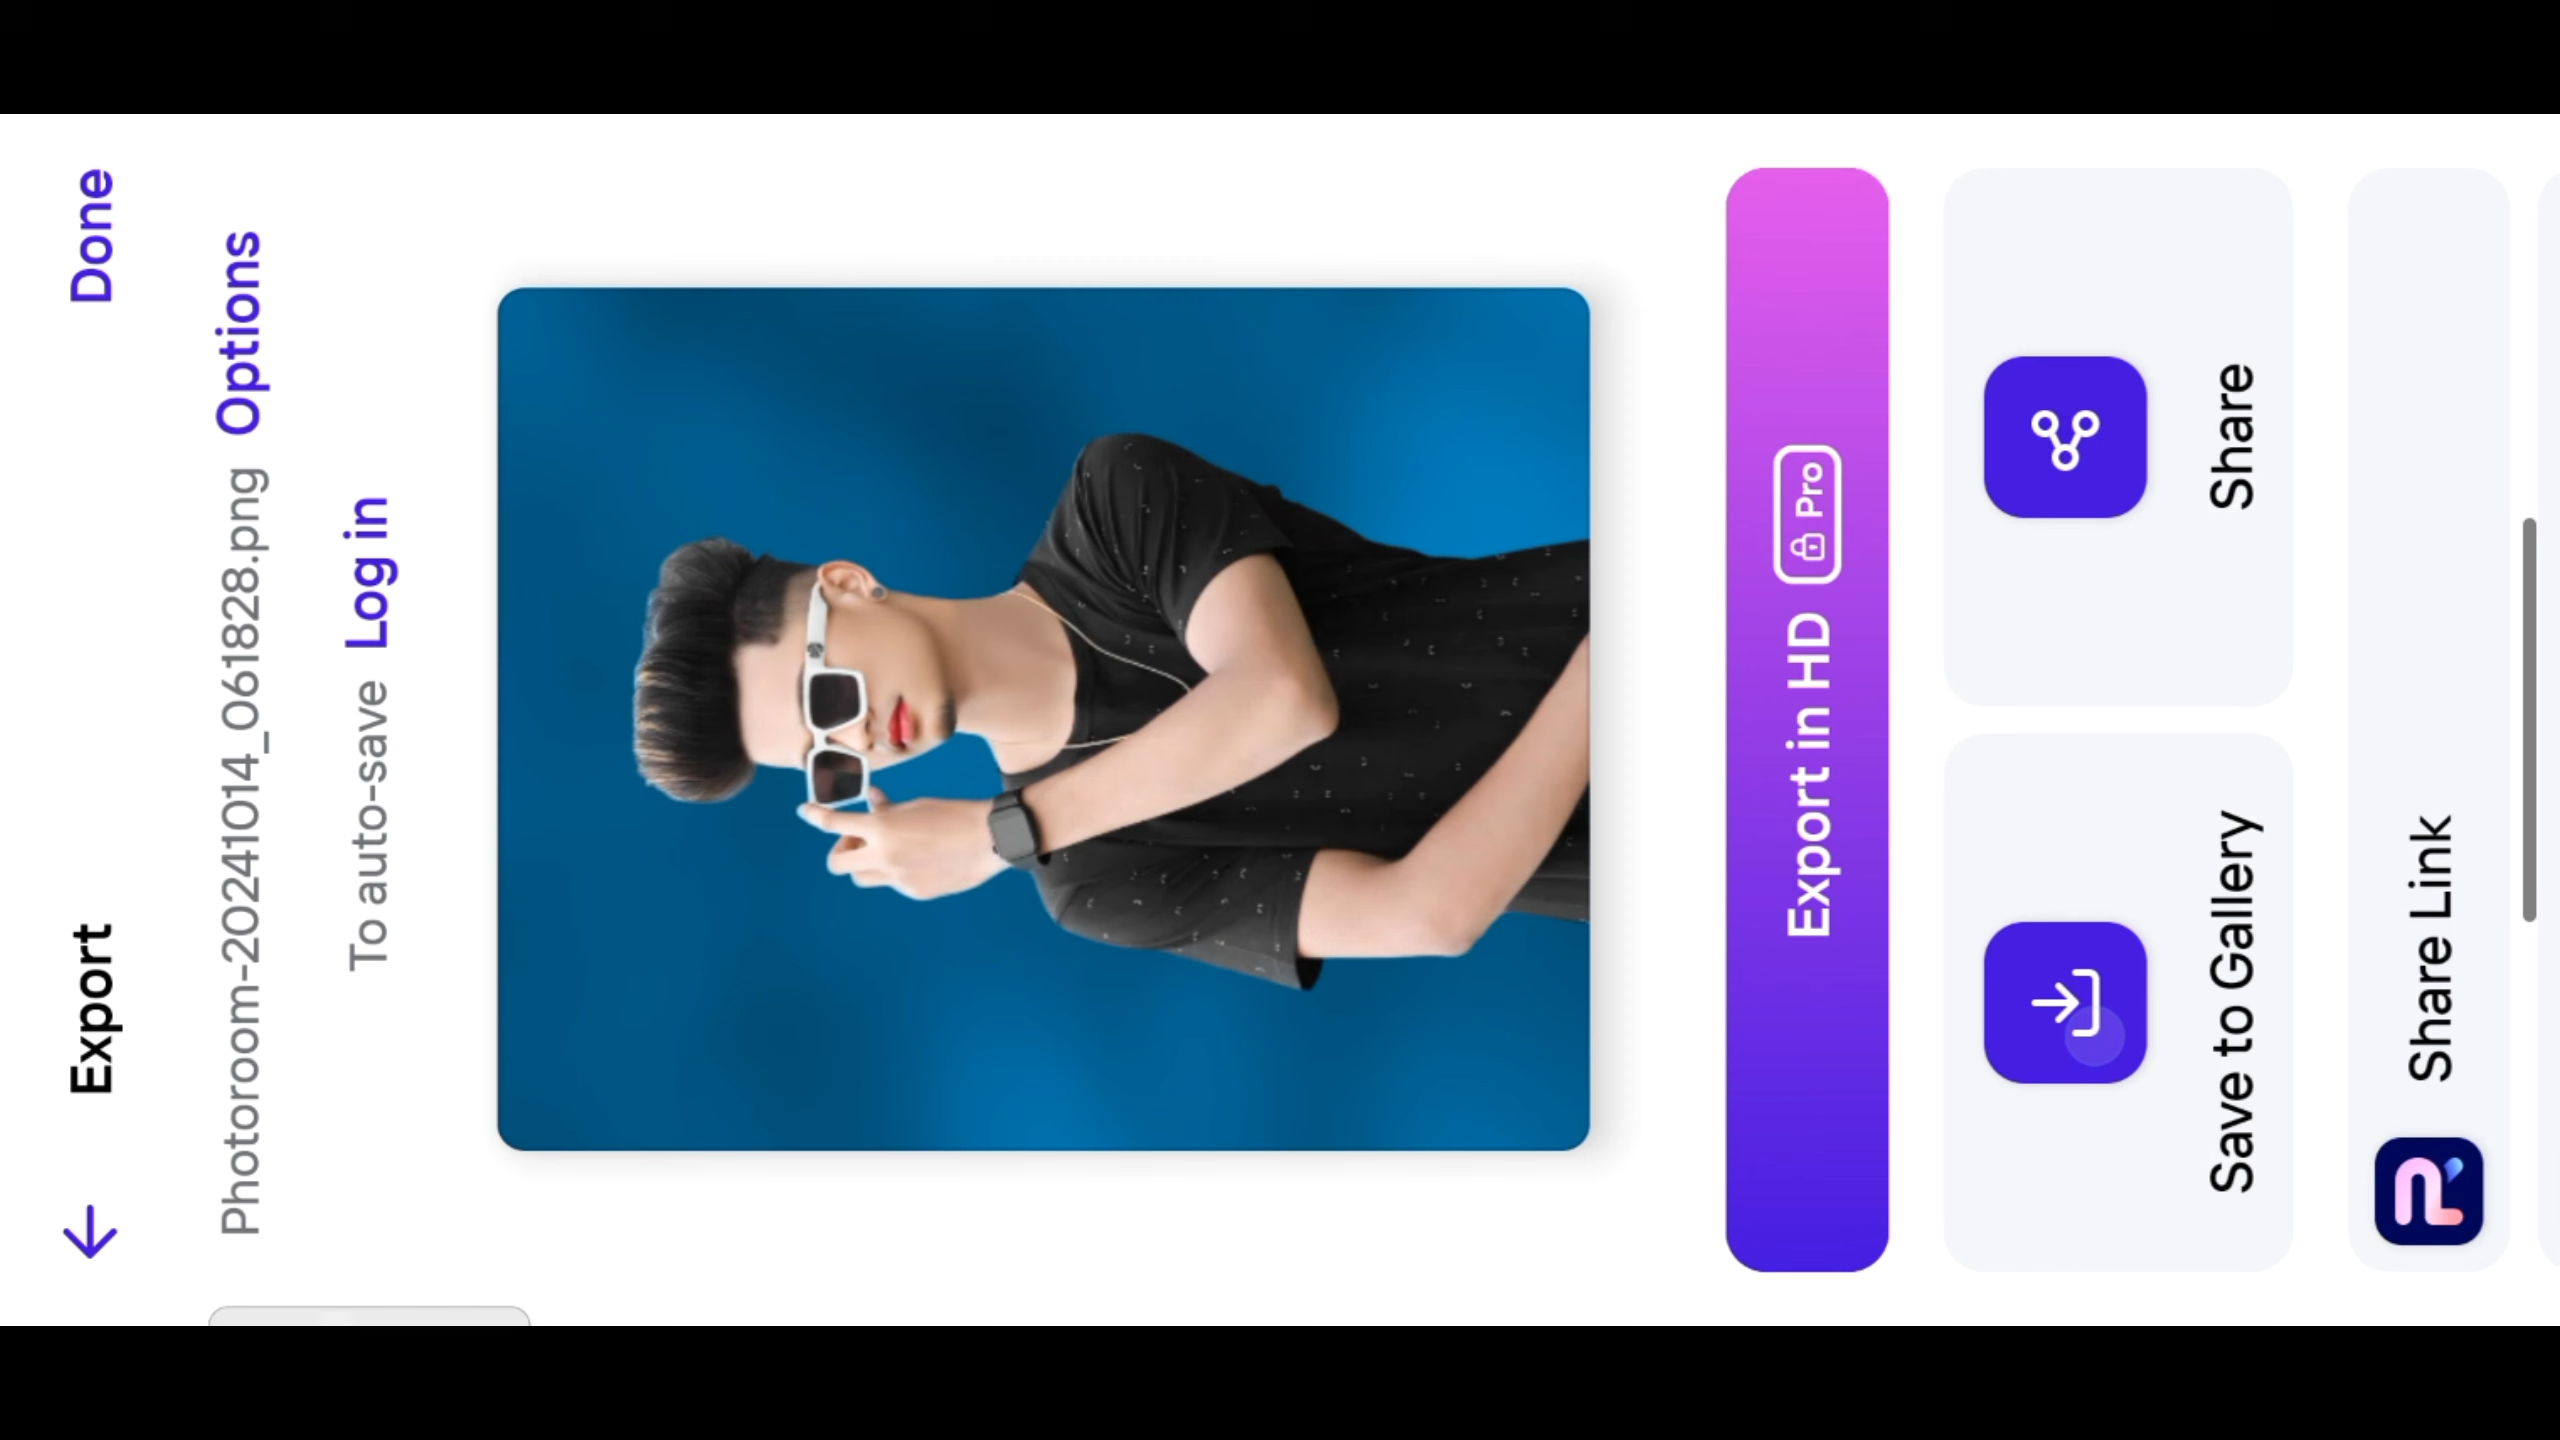 Export Done
Photoroom-20241014_061828.png Options
To auto-save Log in
Export in HD Pro
Save to Gallery Share
Share Link